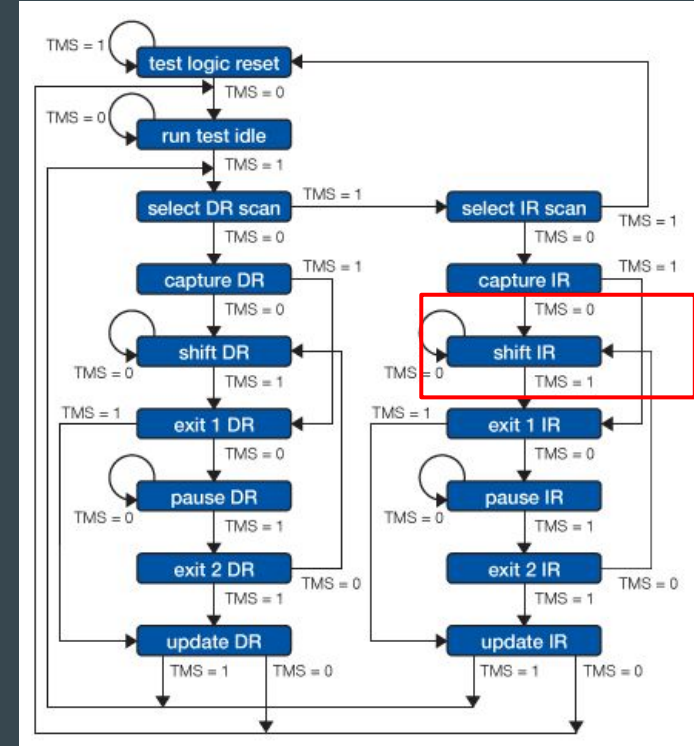 TMS = 1
test logic reset
TMS = 0
TMS = 0
run test idle
TMS = 1
select DR scan
TMS = 1
select IR scan
TMS = 1
TMS = 0
TMS = 0
capture DR
TMS = 1
capture IR
TMS = 1
TMS = 0
TMS = 0
shift DR
shift IR
TMS = 0
TMS = 1
TMS = 0
TMS = 1
TMS = 1
exit 1 DR
TMS = 1
exit 1 IR
TMS = 0
TMS = 0
pause DR
pause IR
TMS = 0
TMS = 1
TMS = 0
TMS = 1
exit 2 DR
TMS = 0
exit 2 IR
TMS = 0
TMS = 1
TMS = 1
update DR
update IR
TMS = 1
TMS = 0
TMS = 1
TMS = 0